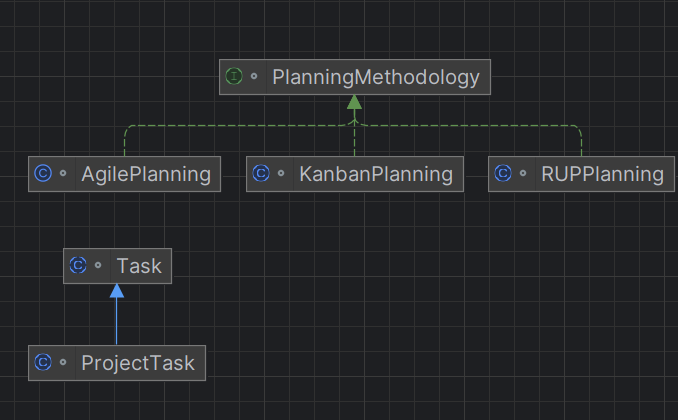 PlanningMethodology
AgilePlanning
KanbanPlanning
RUPPlanning
Task
ProjectTask